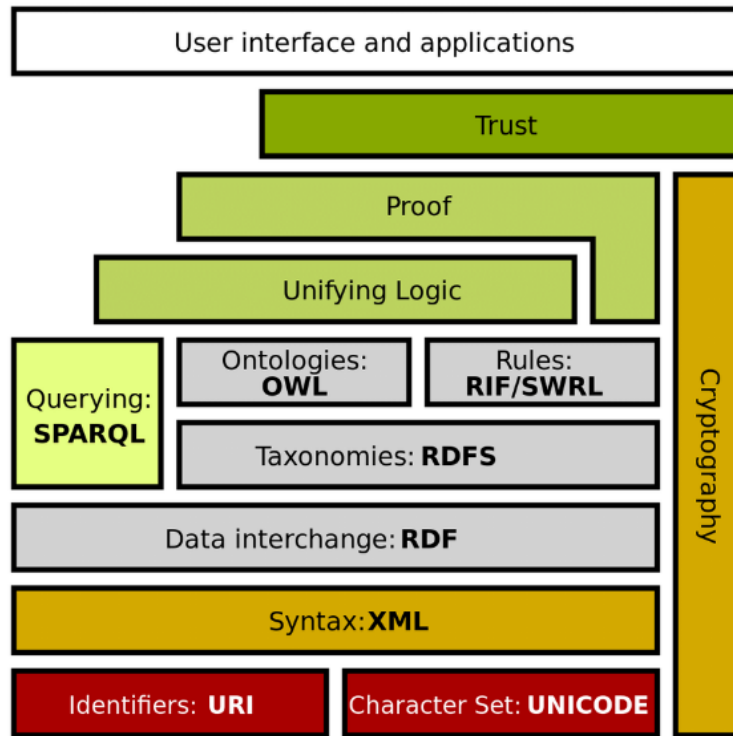 User interface and applications
Trust
Proof
Unifying Logic
Ontologies:
OWL
Rules:
RIF/SWRL
Querying:
SPARQL
Taxonomies: RDFS
Cryptography
Data interchange: RDF
Syntax: XML
Identifiers: URI
Character Set: UNICODE